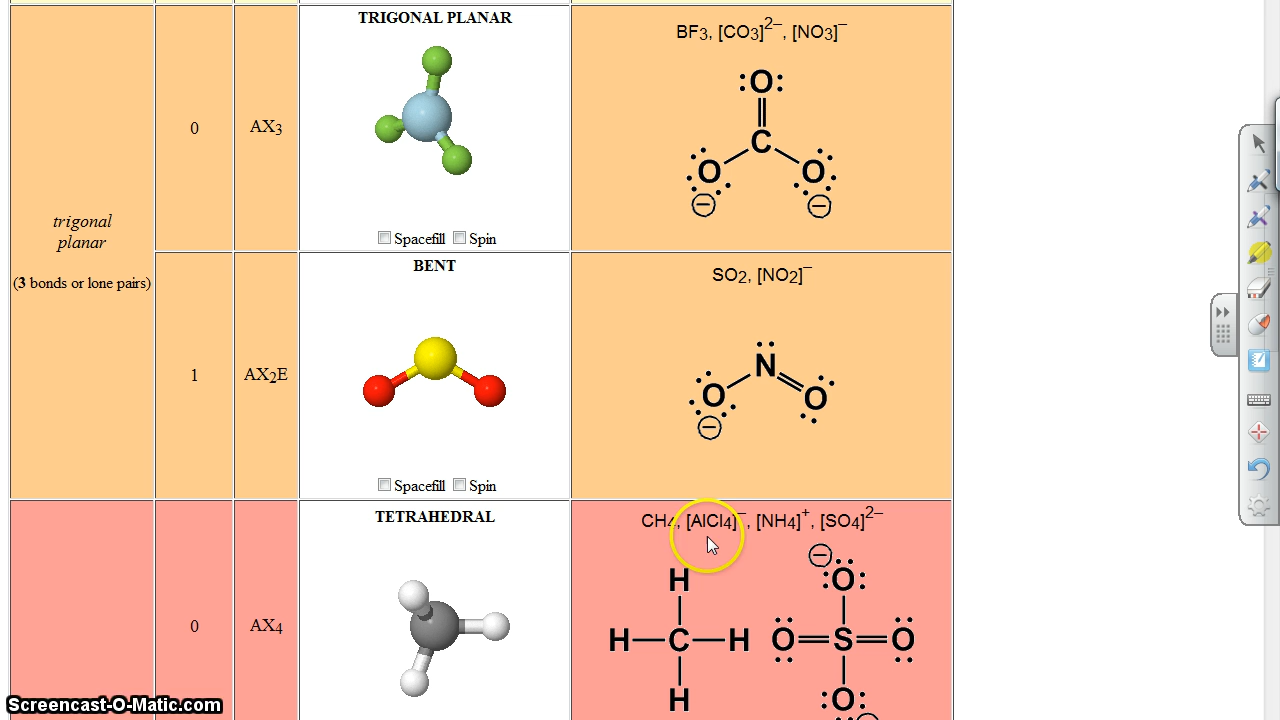 TRIGONAL PLANAR
BF3, [CO3]2–, [NO3]–
:O:
C
O O
– –
0
AX3
trigonal
planar
(3 bonds or lone pairs)
Spacefill Spin
BENT
SO2, [NO2]–
N
O O
–
1
AX2E
Spacefill Spin
TETRAHEDRAL
CH4, [AlCl4]–, [NH4]+, [SO4]2–
–
H :O:
0
AX4
H C H O S O
H :O:
–
Screencast-O-Matic.com